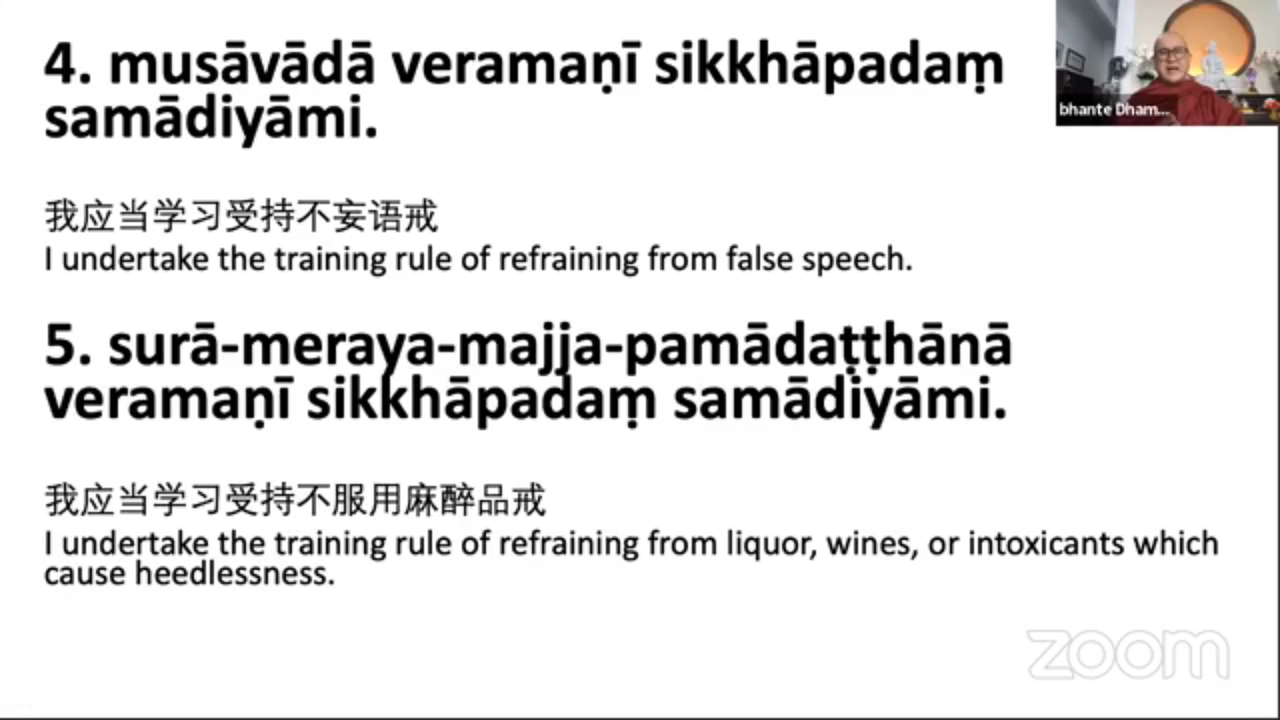 4. musāvādā veramaṇī sikkhāpadaṃ
samādiyāmi.
我应当学习受持不妄语戒
I undertake the training rule of refraining from false speech.
5. surā-meraya-majja-pamādaṭṭhānā
veramaṇī sikkhāpadaṃ samādiyāmi.
我应当学习受持不服用麻醉品戒
I undertake the training rule of refraining from liquor, wines, or intoxicants which
cause heedlessness.
bhante Dham...
zoom